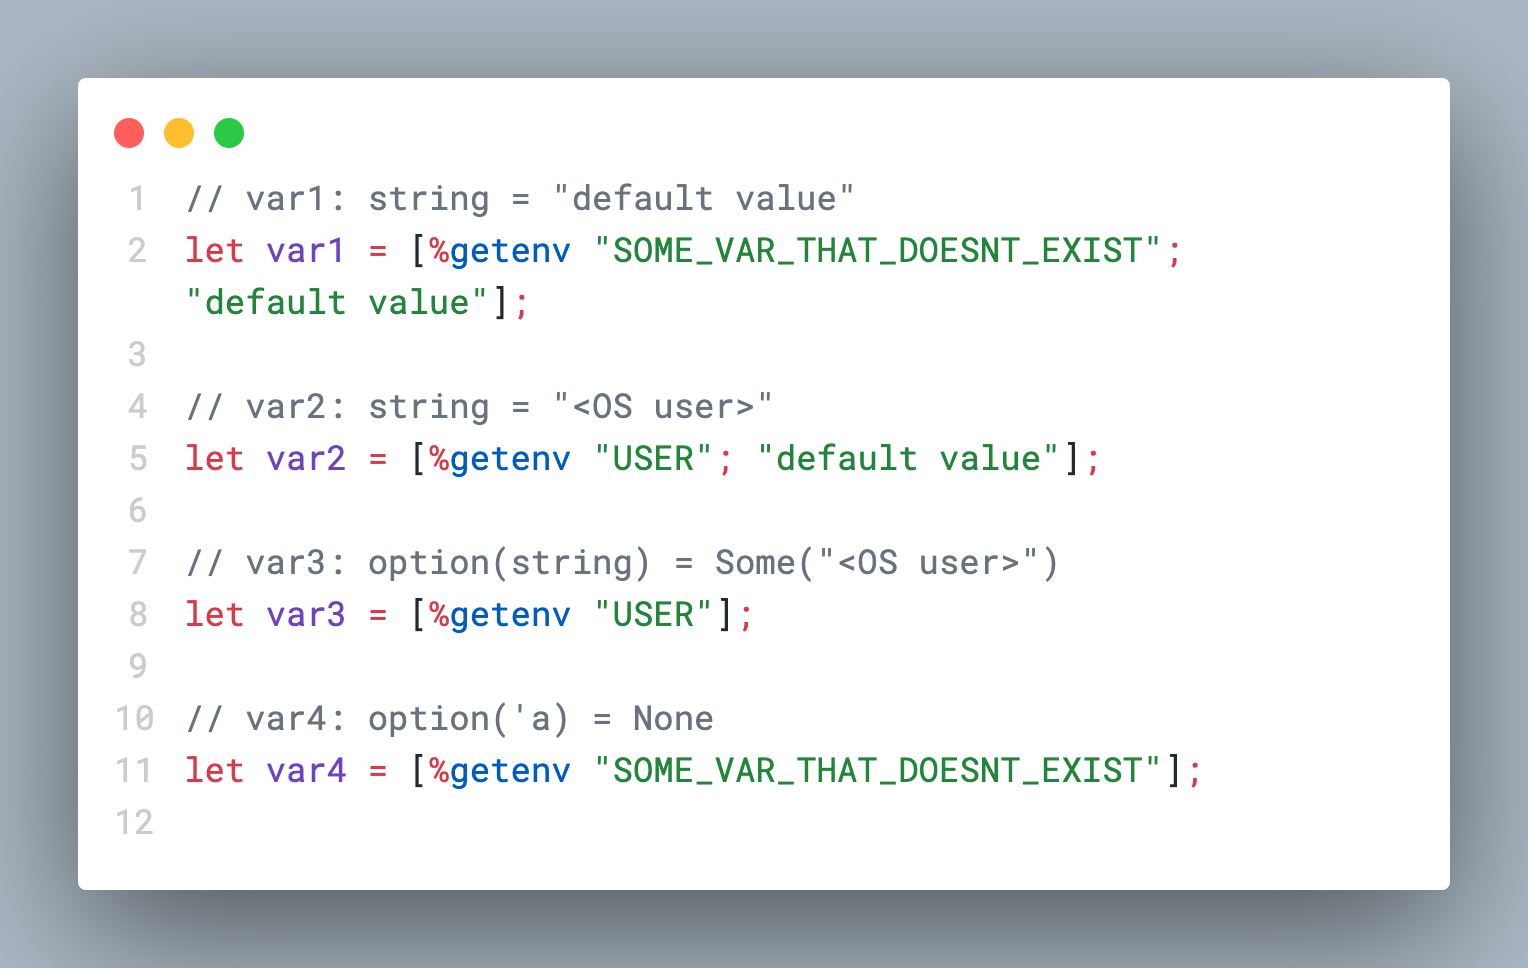 1 // var1: string = "default value"
2 let var1 = [%getenv "SOME_VAR_THAT_DOESNT_EXIST";
"default value"];
3
4 // var2: string = "<OS user>"
5 let var2 = [%getenv "USER"; "default value"];
6
7 // var3: option(string) = Some("<OS user>")
8 let var3 = [%getenv "USER"];
9
10 // var4: option('a) = None
11 let var4 = [%getenv "SOME_VAR_THAT_DOESNT_EXIST"];
12